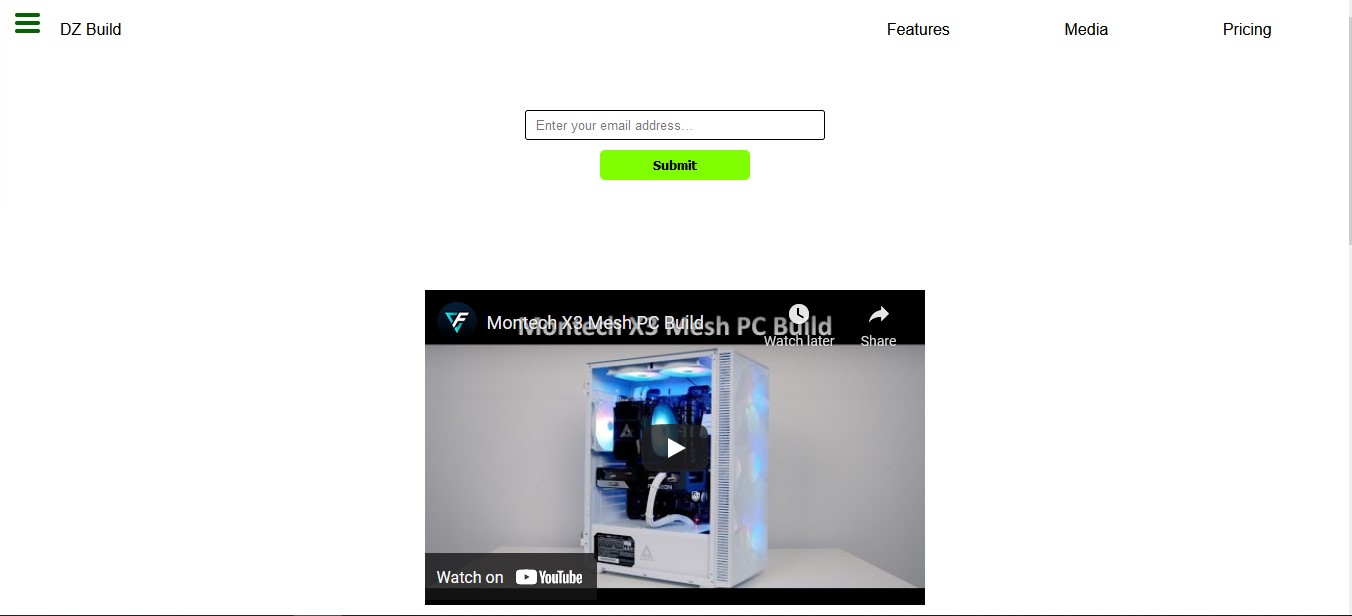 DZ Build
Features
Media
Pricing
Enter your email address...
Submit
Montech X3 Mesh PC Build
Montech X3 Mesh PC Build
Watch later
Share
Watch on YouTube